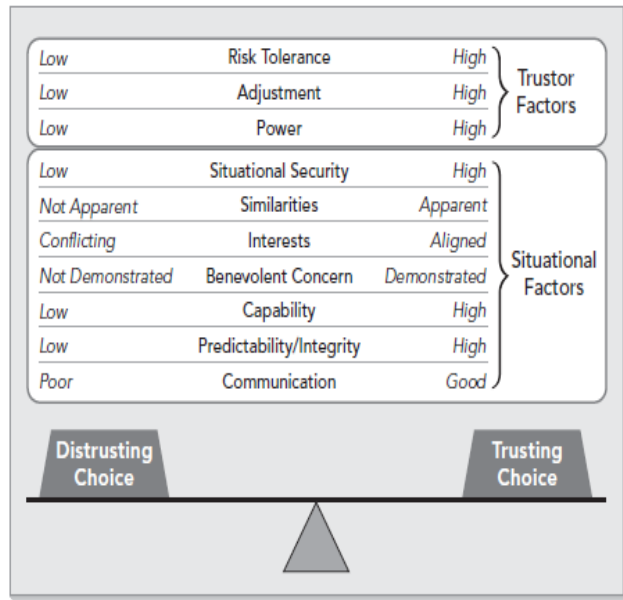 Low Risk Tolerance High
Low Adjustment High
Low Power High
Trustor
Factors
Low Situational Security High
Not Apparent Similarities Apparent
Conflicting Interests Aligned
Not Demonstrated Benevolent Concern Demonstrated
Low Capability High
Low Predictability/Integrity High
Poor Communication Good
Situational
Factors
Distrusting
Choice
Trusting
Choice